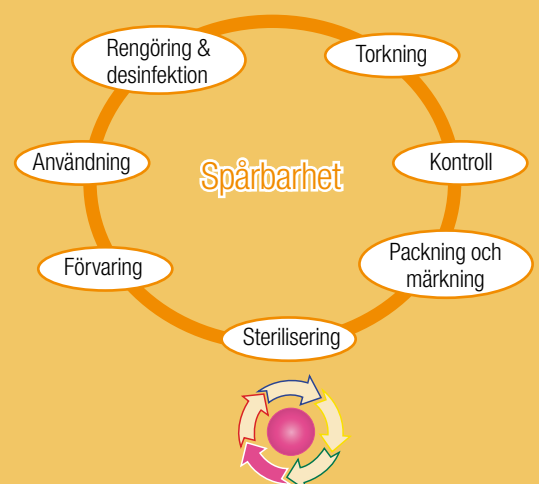 Rengöring &
desinfektion
Torkning
Användning
Spårbarhet
Kontroll
Förvaring
Packning och
märkning
Sterilisering